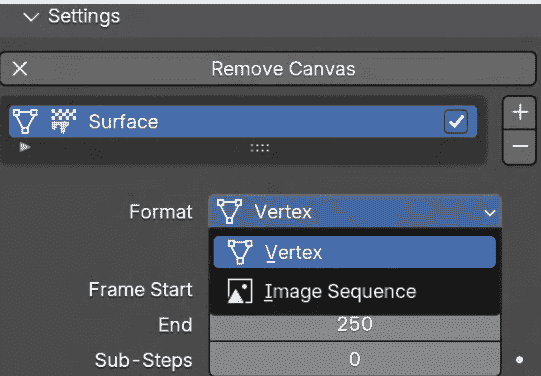 Settings
Remove Canvas
Surface
Format Vertex
Vertex
Frame Start Image Sequence
End 250
Sub-Steps 0